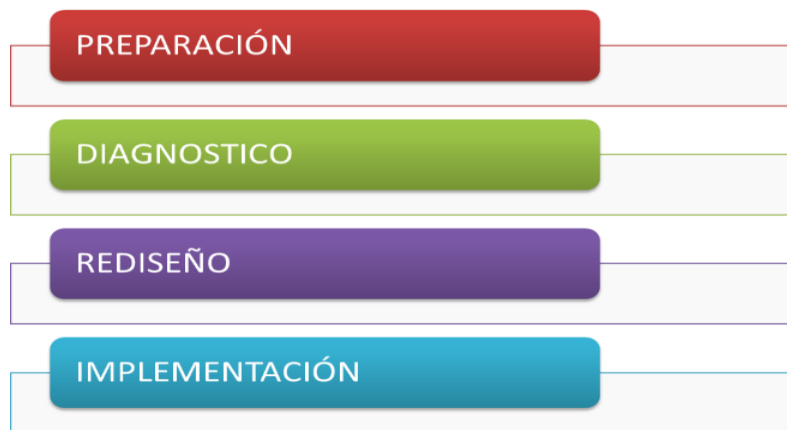 PREPARACIÓN
DIAGNOSTICO
REDISEÑO
IMPLEMENTACIÓN